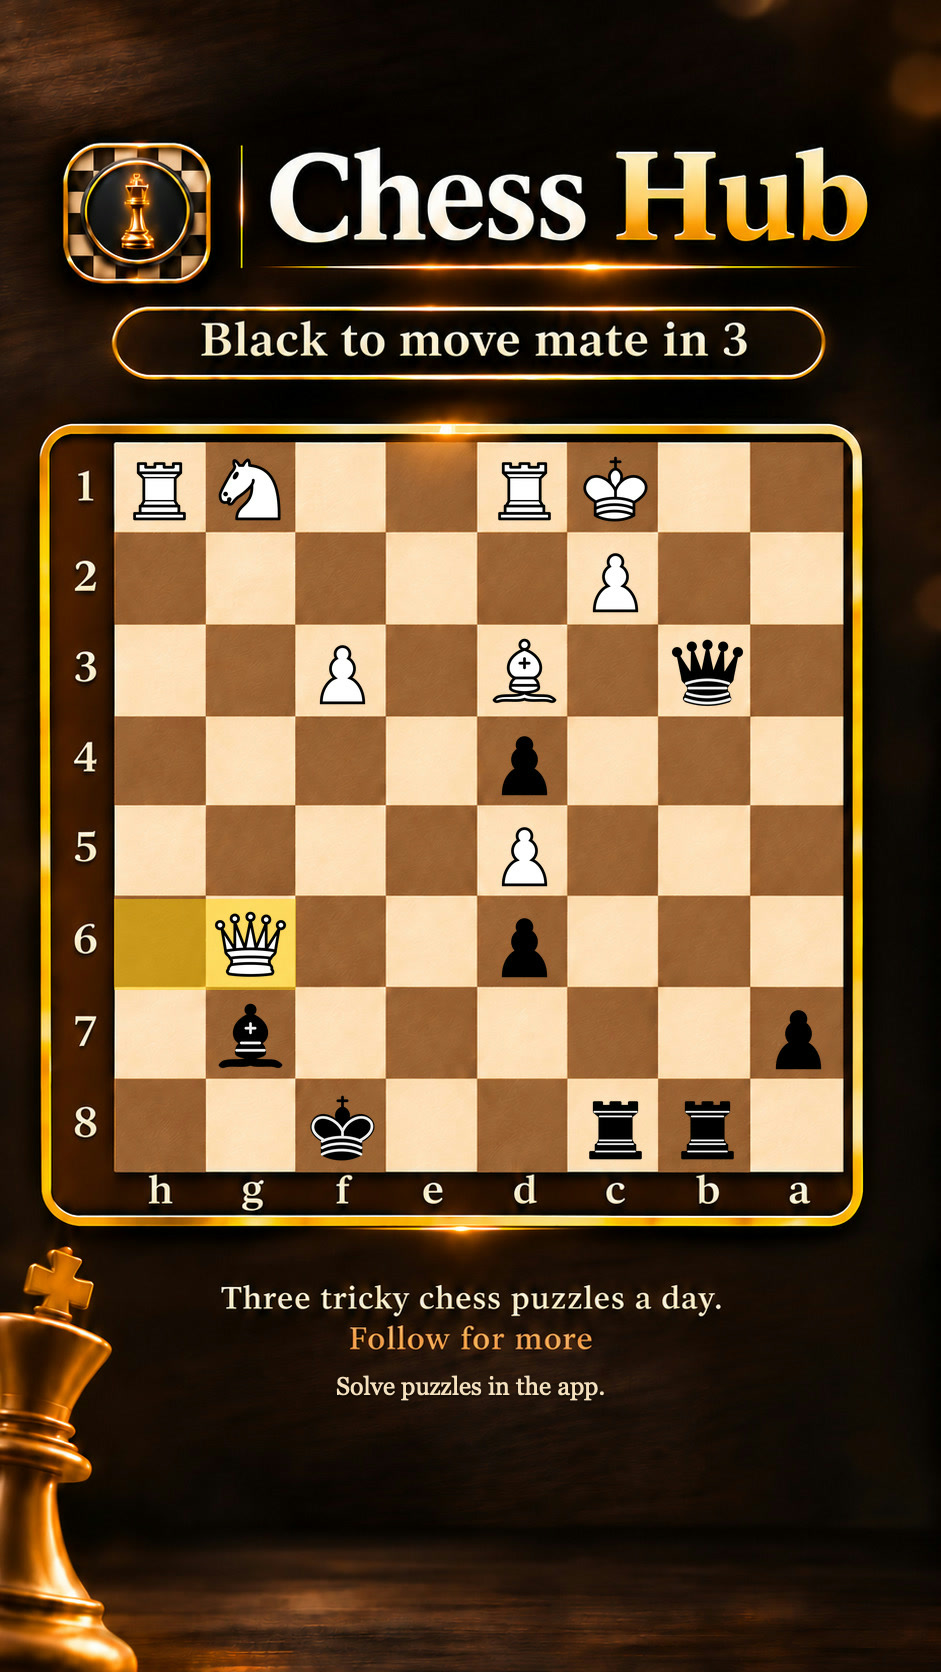 Chess Hub
Black to move mate in 3
1
2
3
4
5
6
7
8
h g f e d c b a
Three tricky chess puzzles a day.
Follow for more
Solve puzzles in the app.